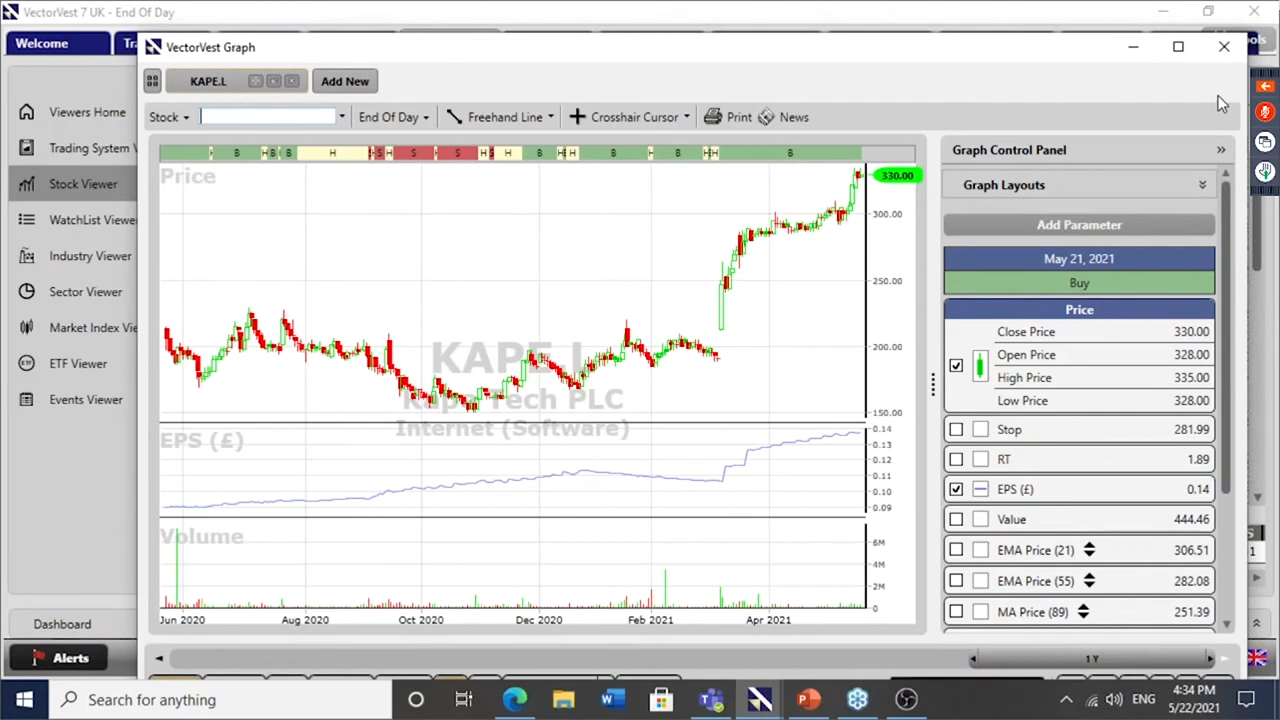 VectorVest 7 UK - End Of Day
Welcome
VectorVest Graph
KAPE.L
Add New
Stock
End Of Day
Freehand Line
Crosshair Cursor
Print
News
Viewers Home
Trading System
Stock Viewer
WatchList Viewe
Industry Viewer
Sector Viewer
Market Index Vie
ETF Viewer
Events Viewer
Dashboard
Alerts
B H B B H S H S S H S H B H H B H H H B
Price
330.00
300.00
250.00
200.00
150.00
KAPE.L
Kape Tech PLC
Internet (Software)
EPS (£)
0.14
0.13
0.12
0.11
0.10
0.09
Volume
6M
4M
2M
0
Jun 2020 Aug 2020 Oct 2020 Dec 2020 Feb 2021 Apr 2021
Graph Control Panel
Graph Layouts
Add Parameter
May 21, 2021
Buy
Price
Close Price 330.00
Open Price 328.00
High Price 335.00
Low Price 328.00
Stop 281.99
RT 1.89
EPS (£) 0.14
Value 444.46
EMA Price (21) 306.51
EMA Price (55) 282.08
MA Price (89) 251.39
1 Y
Search for anything
ENG
4:34 PM
5/22/2021